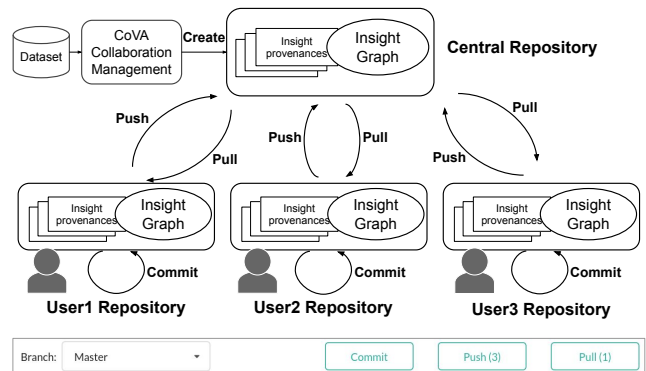 Dataset
CoVA
Collaboration
Management
Create
Insight
provenances
Insight
Graph
Central Repository
Push
Pull
Push
Pull
Push
Pull
Insight
provenances
Insight
Graph
Commit
User1 Repository
Insight
provenances
Insight
Graph
Commit
User2 Repository
Insight
provenances
Insight
Graph
Commit
User3 Repository
Branch: Master Commit Push (3) Pull (1)